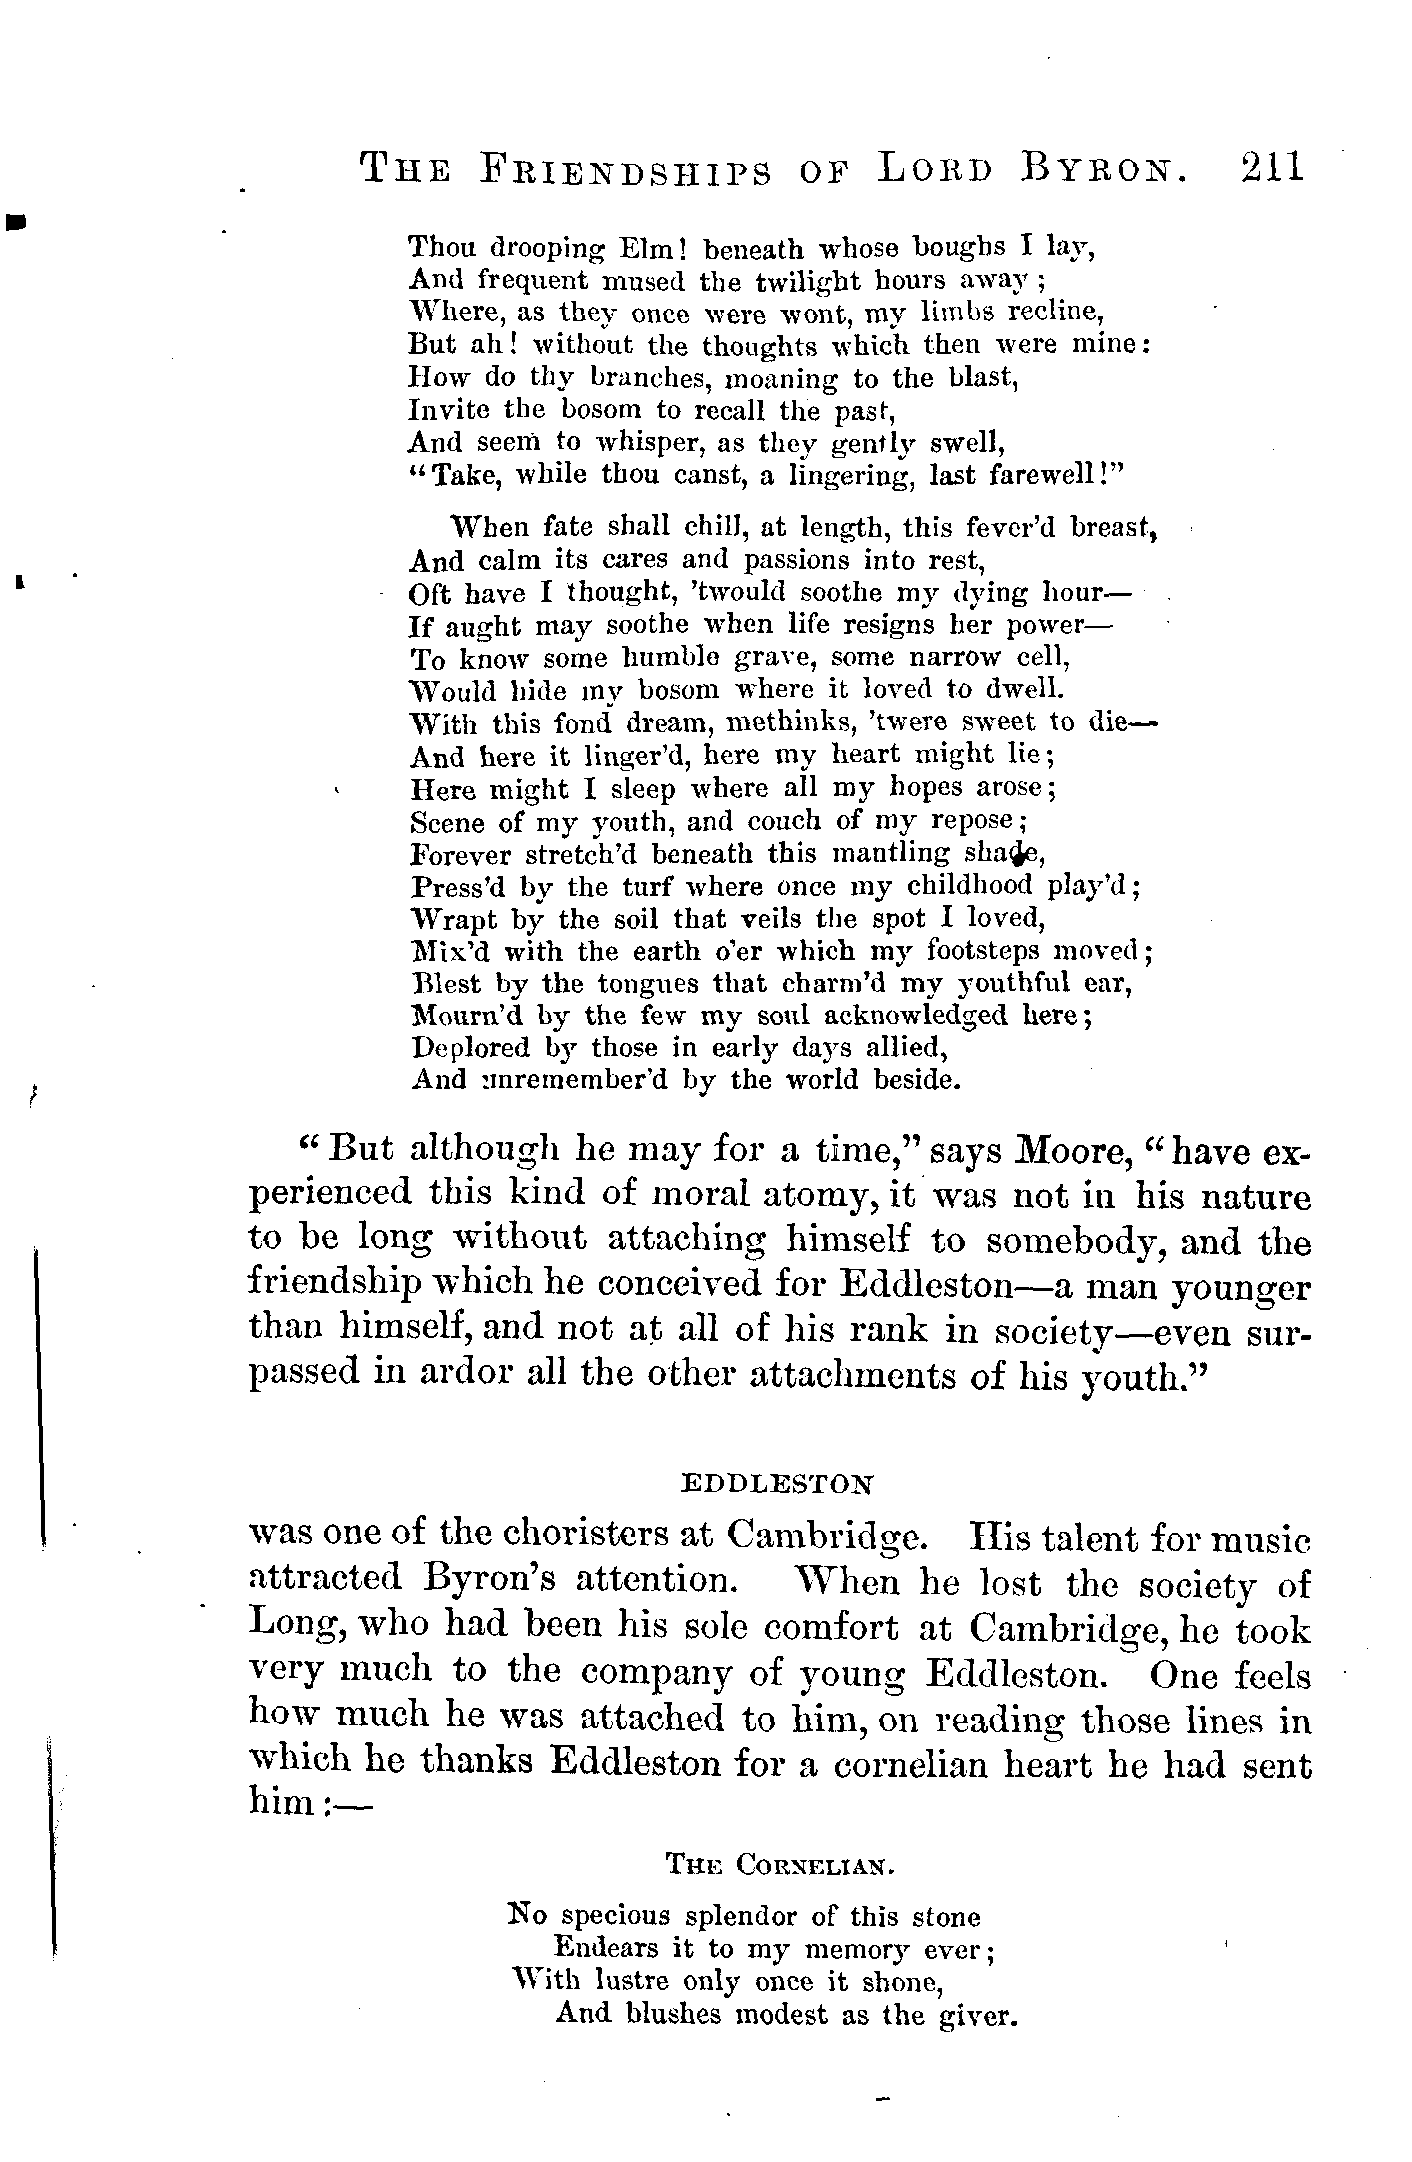 THE FRIENDSHIPS OF LORD BYRON. 211
Thou drooping Elm! beneath whose boughs I lay,
And frequent mused the twilight hours away;
Where, as they once were wont, my limbs recline,
But ah! without the thoughts which then were mine:
How do thy branches, moaning to the blast,
Invite the bosom to recall the past,
And seem to whisper, as they gently swell,
"Take, while thou canst, a lingering, last farewell!"
When fate shall chill, at length, this fever'd breast,
And calm its cares and passions into rest,
Oft have I thought, 'twould soothe my dying hour—
If aught may soothe when life resigns her power—
To know some humble grave, some narrow cell,
Would hide my bosom where it loved to dwell.
With this fond dream, methinks, 'twere sweet to die—
And here it linger'd, here my heart might lie;
Here might I sleep where all my hopes arose;
Scene of my youth, and couch of my repose;
Forever stretch'd beneath this mantling shade,
Press'd by the turf where once my childhood play'd;
Wrapt by the soil that veils the spot I loved,
Mix'd with the earth o'er which my footsteps moved;
Blest by the tongues that charm'd my youthful ear,
Mourn'd by the few my soul acknowledged here;
Deplored by those in early days allied,
And unremember'd by the world beside.
"But although he may for a time," says Moore, "have ex-
perienced this kind of moral atomy, it was not in his nature
to be long without attaching himself to somebody, and the
friendship which he conceived for Eddleston—a man younger
than himself, and not at all of his rank in society—even sur-
passed in ardor all the other attachments of his youth."
EDDLESTON
was one of the choristers at Cambridge. His talent for music
attracted Byron's attention. When he lost the society of
Long, who had been his sole comfort at Cambridge, he took
very much to the company of young Eddleston. One feels
how much he was attached to him, on reading those lines in
which he thanks Eddleston for a cornelian heart he had sent
him:—
THE CORNELIAN.
No specious splendor of this stone
Endears it to my memory ever;
With lustre only once it shone,
And blushes modest as the giver.